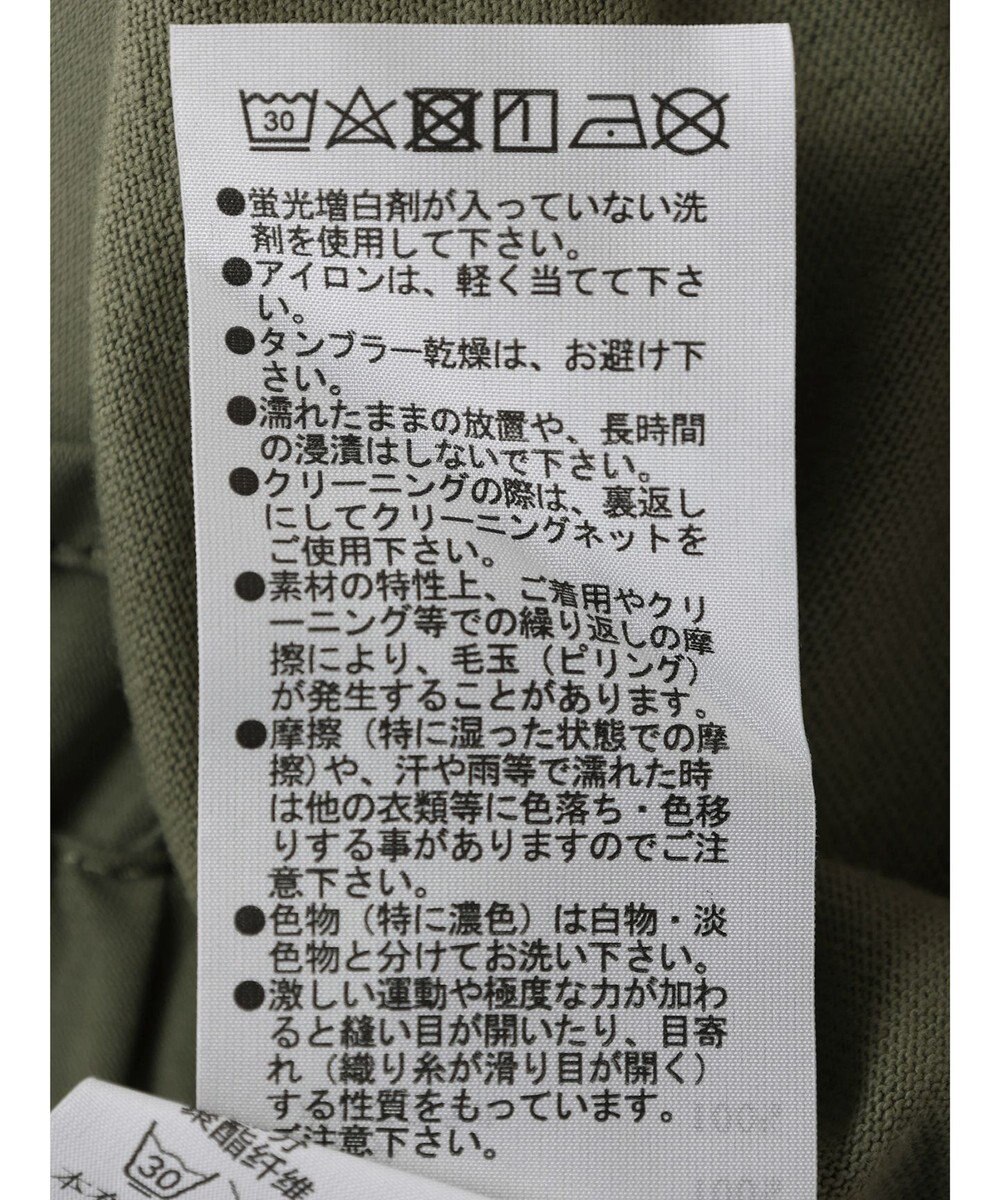 30
●蛍光増白剤が入っていない洗
剤を使用して下さい。
●アイロンは、軽く当てて下さ
い。
●タンブラー乾燥は、お避け下
さい。
●濡れたままの放置や、長時間
の浸漬はしないで下さい。
●クリーニングの際は、裏返し
にしてクリーニングネットを
ご使用下さい。
●素材の特性上、ご着用やクリ
ーニング等での繰り返しの摩
擦により、毛玉(ピリング)
が発生することがあります。
●摩擦(特に湿った状態での摩
擦)や、汗や雨等で濡れた時
は他の衣類等に色落ち・色移
りする事がありますのでご注
意下さい。
●色物(特に濃色)は白物・淡
色物と分けてお洗い下さい。
●激しい運動や極度な力が加わ
ると縫い目が開いたり、目寄
れ(織り糸が滑り目が開く)
する性質をもっています。
ご注意下さい。
聚酯纤维
30